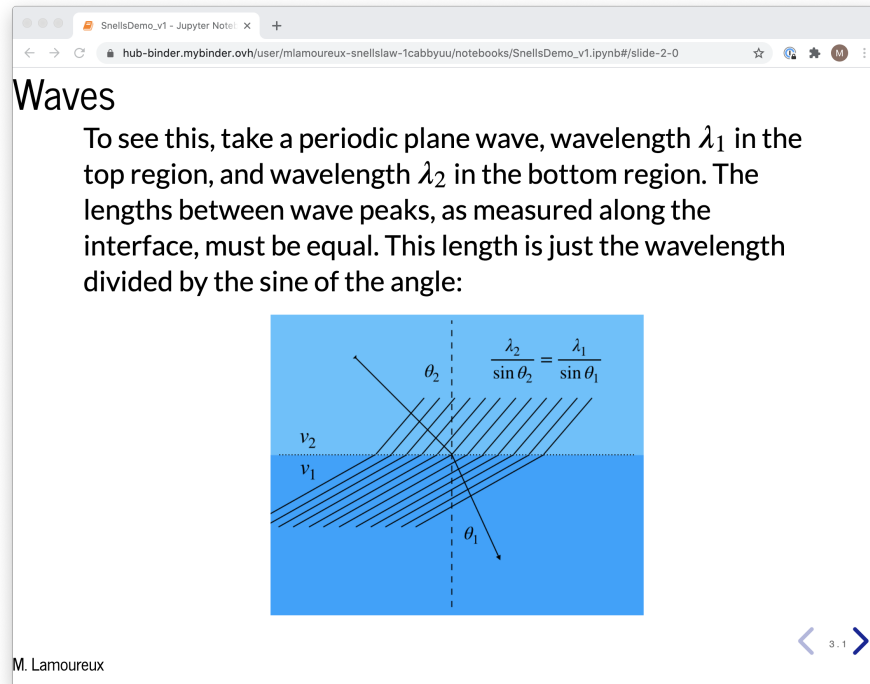 SnellsDemo_v1 - Jupyter Note
hub-binder.mybinder.ovh/user/mlamoureux-snellslaw-1cabbyuu/notebooks/SnellsDemo_v1.ipynb#/slide-2-0
M
Waves
To see this, take a periodic plane wave, wavelength λ₁ in the
top region, and wavelength λ₂ in the bottom region. The
lengths between wave peaks, as measured along the
interface, must be equal. This length is just the wavelength
divided by the sine of the angle:
λ₂ / sin θ₂ = λ₁ / sin θ₁
θ₂
v₂
v₁
θ₁
3.1
M. Lamoureux